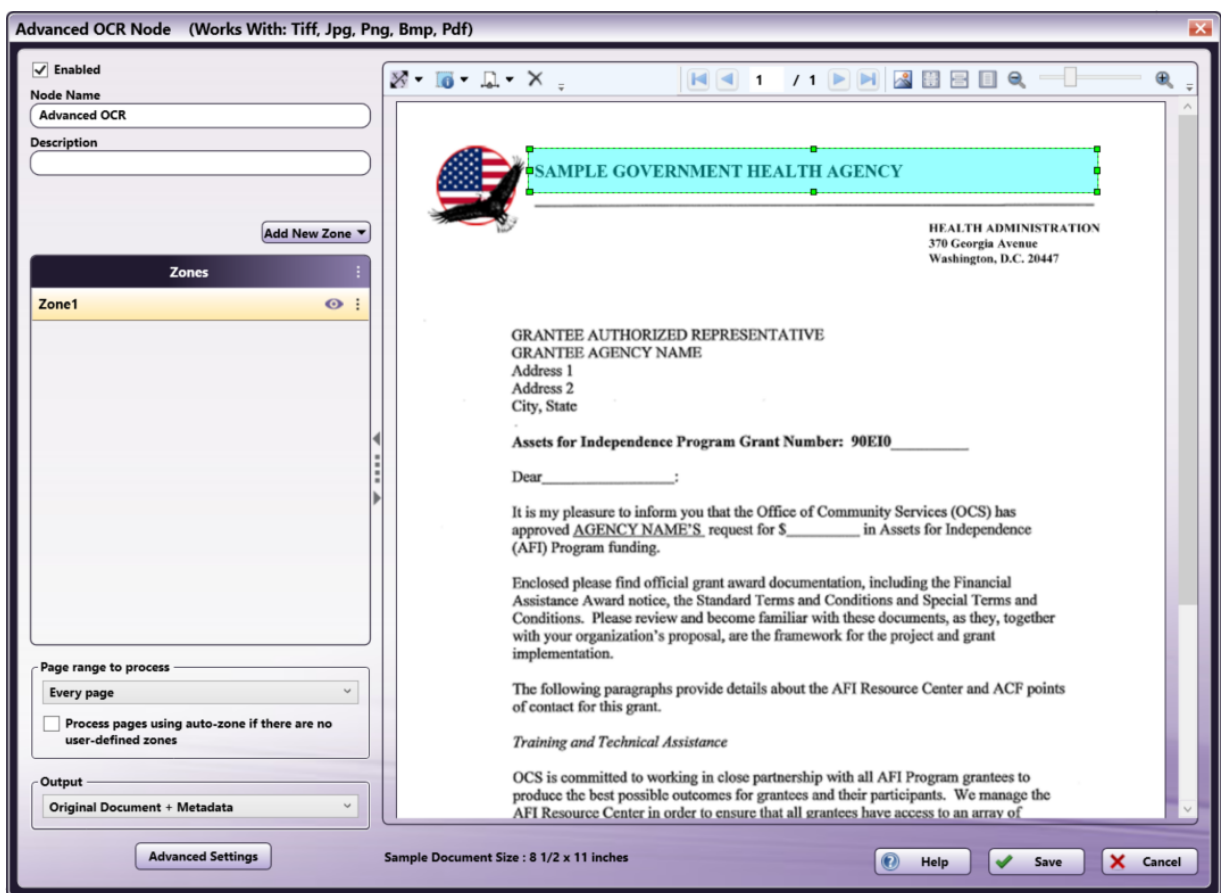 Advanced OCR Node (Works With: Tiff, Jpg, Png, Bmp, Pdf)
Enabled
Node Name
Advanced OCR
Description
Add New Zone
Zones
Zone1
Page range to process
Every page
Process pages using auto-zone if there are no
user-defined zones
Output
Original Document + Metadata
Advanced Settings
1 / 1
SAMPLE GOVERNMENT HEALTH AGENCY
HEALTH ADMINISTRATION
370 Georgia Avenue
Washington, D.C. 20447
GRANTEE AUTHORIZED REPRESENTATIVE
GRANTEE AGENCY NAME
Address 1
Address 2
City, State
Assets for Independence Program Grant Number: 90EI0__________
Dear_________________:
It is my pleasure to inform you that the Office of Community Services (OCS) has
approved AGENCY NAME'S request for $__________ in Assets for Independence
(AFI) Program funding.
Enclosed please find official grant award documentation, including the Financial
Assistance Award notice, the Standard Terms and Conditions and Special Terms and
Conditions. Please review and become familiar with these documents, as they, together
with your organization's proposal, are the framework for the project and grant
implementation.
The following paragraphs provide details about the AFI Resource Center and ACF points
of contact for this grant.
Training and Technical Assistance
OCS is committed to working in close partnership with all AFI Program grantees to
produce the best possible outcomes for grantees and their participants. We manage the
AFI Resource Center in order to ensure that all grantees have access to an array of
Sample Document Size : 8 1/2 x 11 inches
Help
Save
Cancel